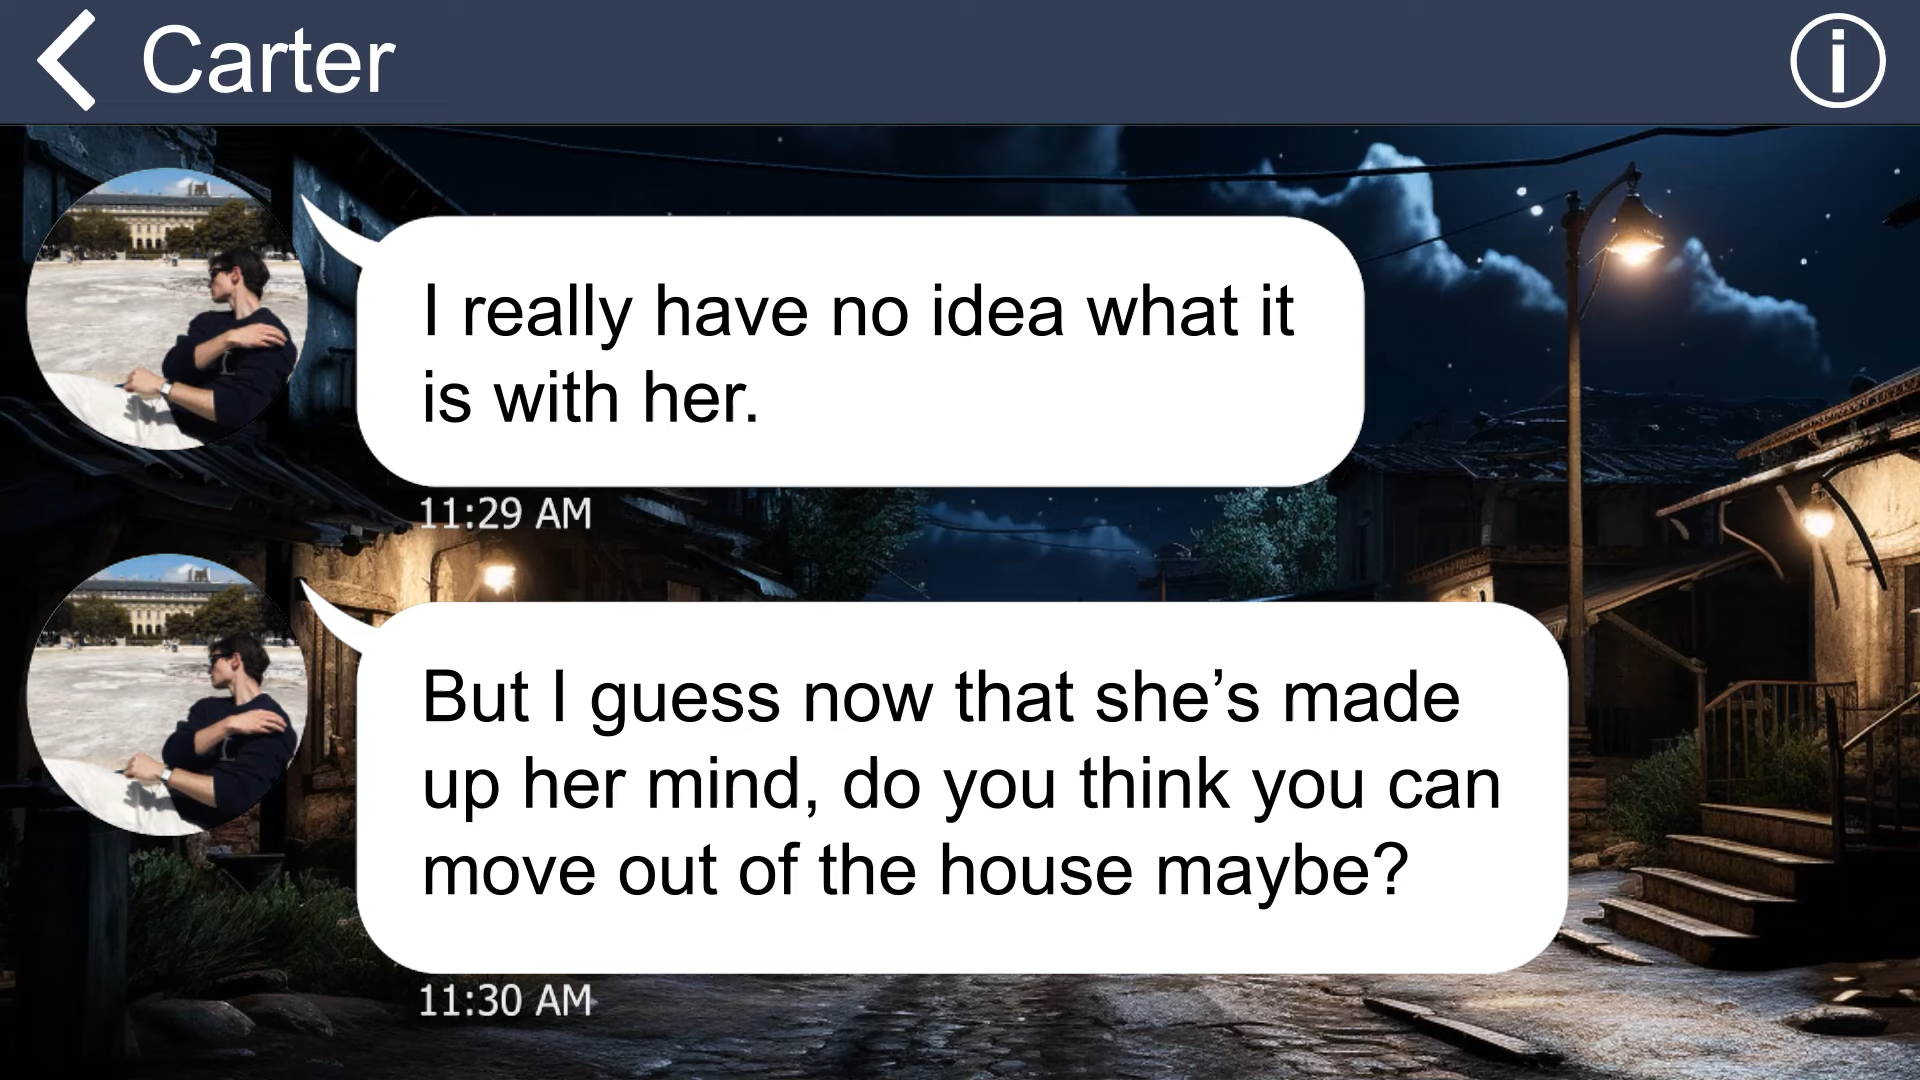 Carter
I really have no idea what it
is with her.
11:29 AM
But I guess now that she’s made
up her mind, do you think you can
move out of the house maybe?
11:30 AM